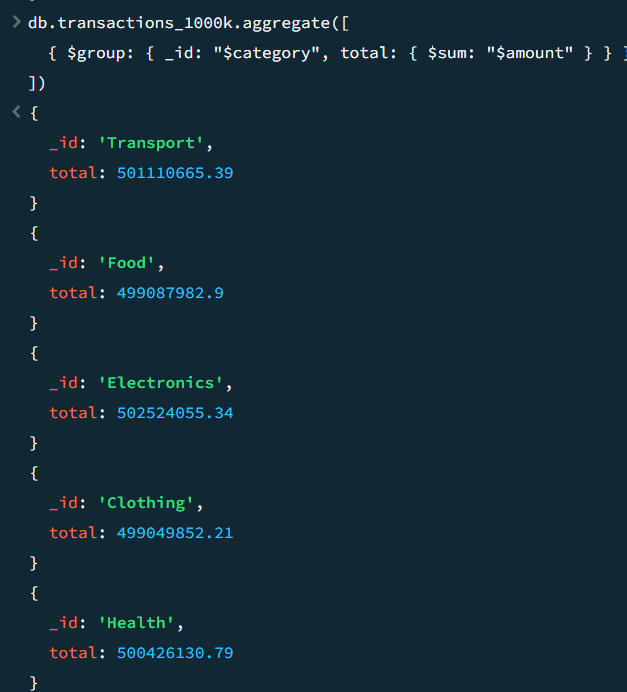 > db.transactions_1000k.aggregate([
{ $group: { _id: "$category", total: { $sum: "$amount" } } }
])
< {
_id: 'Transport',
total: 501110665.39
}
{
_id: 'Food',
total: 499087982.9
}
{
_id: 'Electronics',
total: 502524055.34
}
{
_id: 'Clothing',
total: 499049852.21
}
{
_id: 'Health',
total: 500426130.79
}